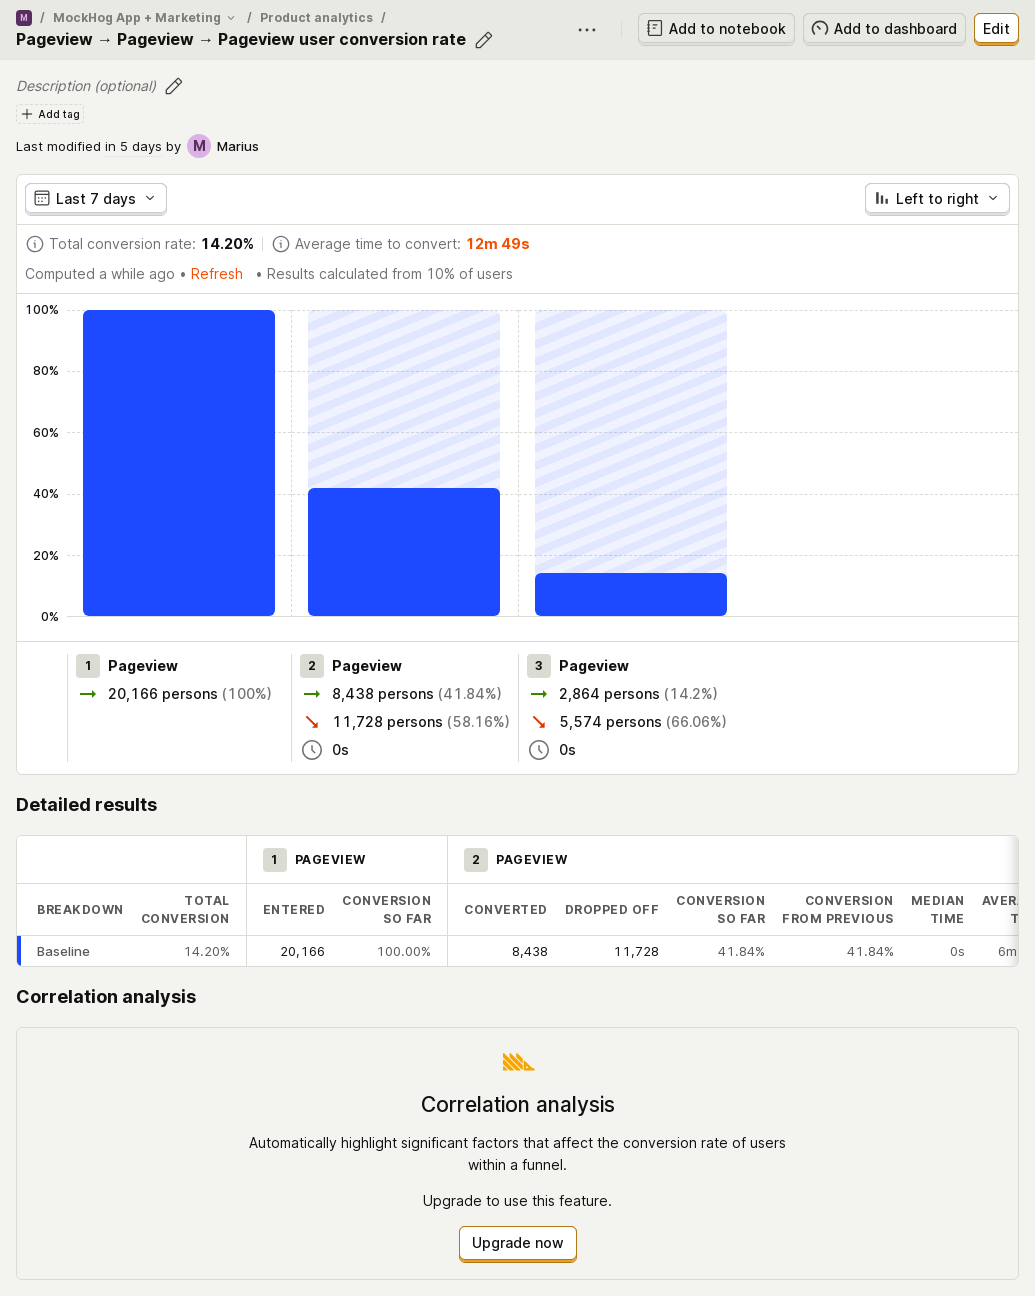 M / MockHog App + Marketing / Product analytics /
Pageview → Pageview → Pageview user conversion rate
Add to notebook
Add to dashboard
Edit
Description (optional)
Add tag
Last modified in 5 days by M Marius
Last 7 days
Left to right
Total conversion rate: 14.20%
Average time to convert: 12m 49s
Computed a while ago • Refresh • Results calculated from 10% of users
100%
80%
60%
40%
20%
0%
1 Pageview
20,166 persons (100%)
2 Pageview
8,438 persons (41.84%)
11,728 persons (58.16%)
0s
3 Pageview
2,864 persons (14.2%)
5,574 persons (66.06%)
0s
Detailed results
1 PAGEVIEW
2 PAGEVIEW
BREAKDOWN
TOTAL
CONVERSION
ENTERED
CONVERSION
SO FAR
CONVERTED
DROPPED OFF
CONVERSION
SO FAR
CONVERSION
FROM PREVIOUS
MEDIAN
TIME
Baseline 14.20% 20,166 100.00% 8,438 11,728 41.84% 41.84% 0s 6m
Correlation analysis
Correlation analysis
Automatically highlight significant factors that affect the conversion rate of users
within a funnel.
Upgrade to use this feature.
Upgrade now